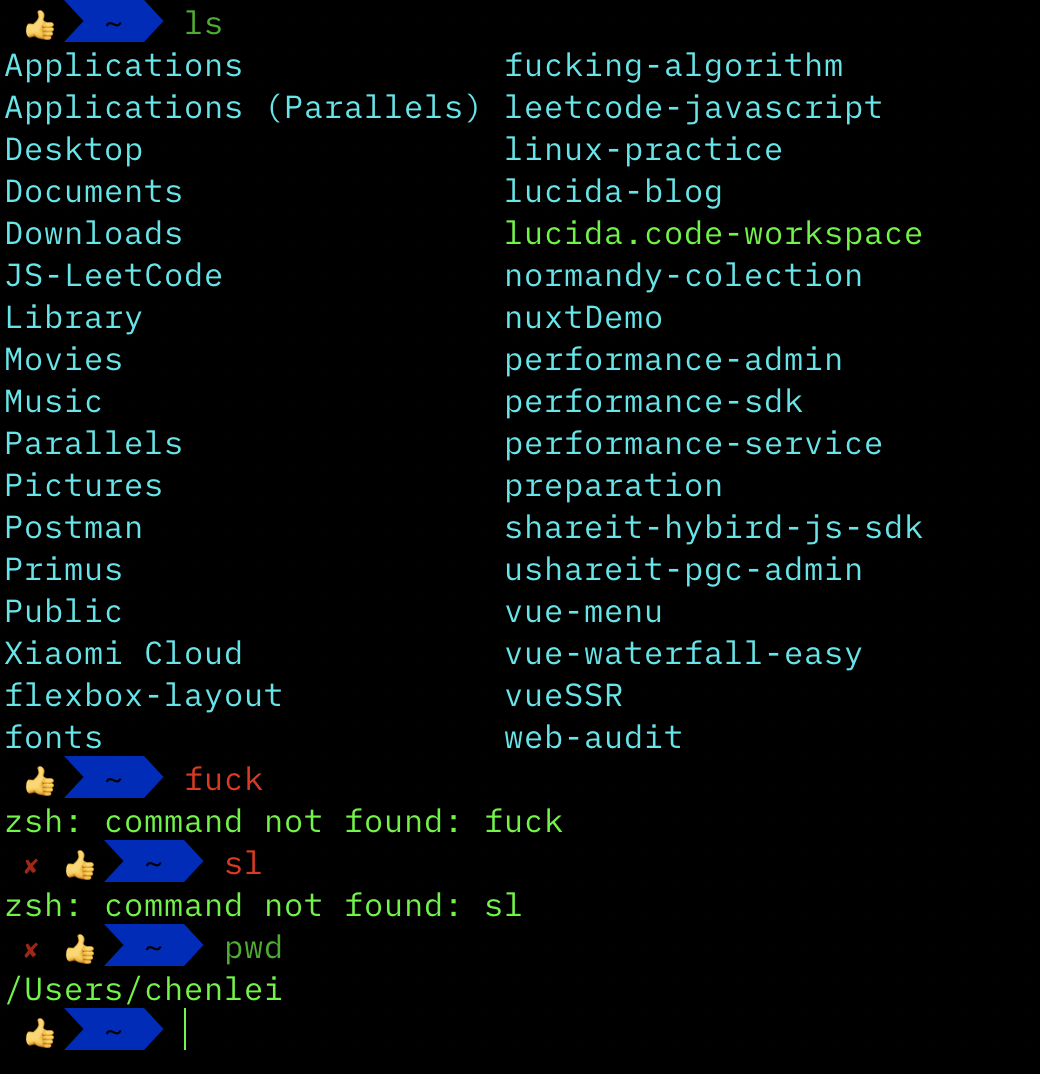 👍 ~ ls
Applications fucking-algorithm
Applications (Parallels) leetcode-javascript
Desktop linux-practice
Documents lucida-blog
Downloads lucida.code-workspace
JS-LeetCode normandy-colection
Library nuxtDemo
Movies performance-admin
Music performance-sdk
Parallels performance-service
Pictures preparation
Postman shareit-hybird-js-sdk
Primus ushareit-pgc-admin
Public vue-menu
Xiaomi Cloud vue-waterfall-easy
flexbox-layout vueSSR
fonts web-audit
👍 ~ fuck
zsh: command not found: fuck
✘ 👍 ~ sl
zsh: command not found: sl
✘ 👍 ~ pwd
/Users/chenlei
👍 ~